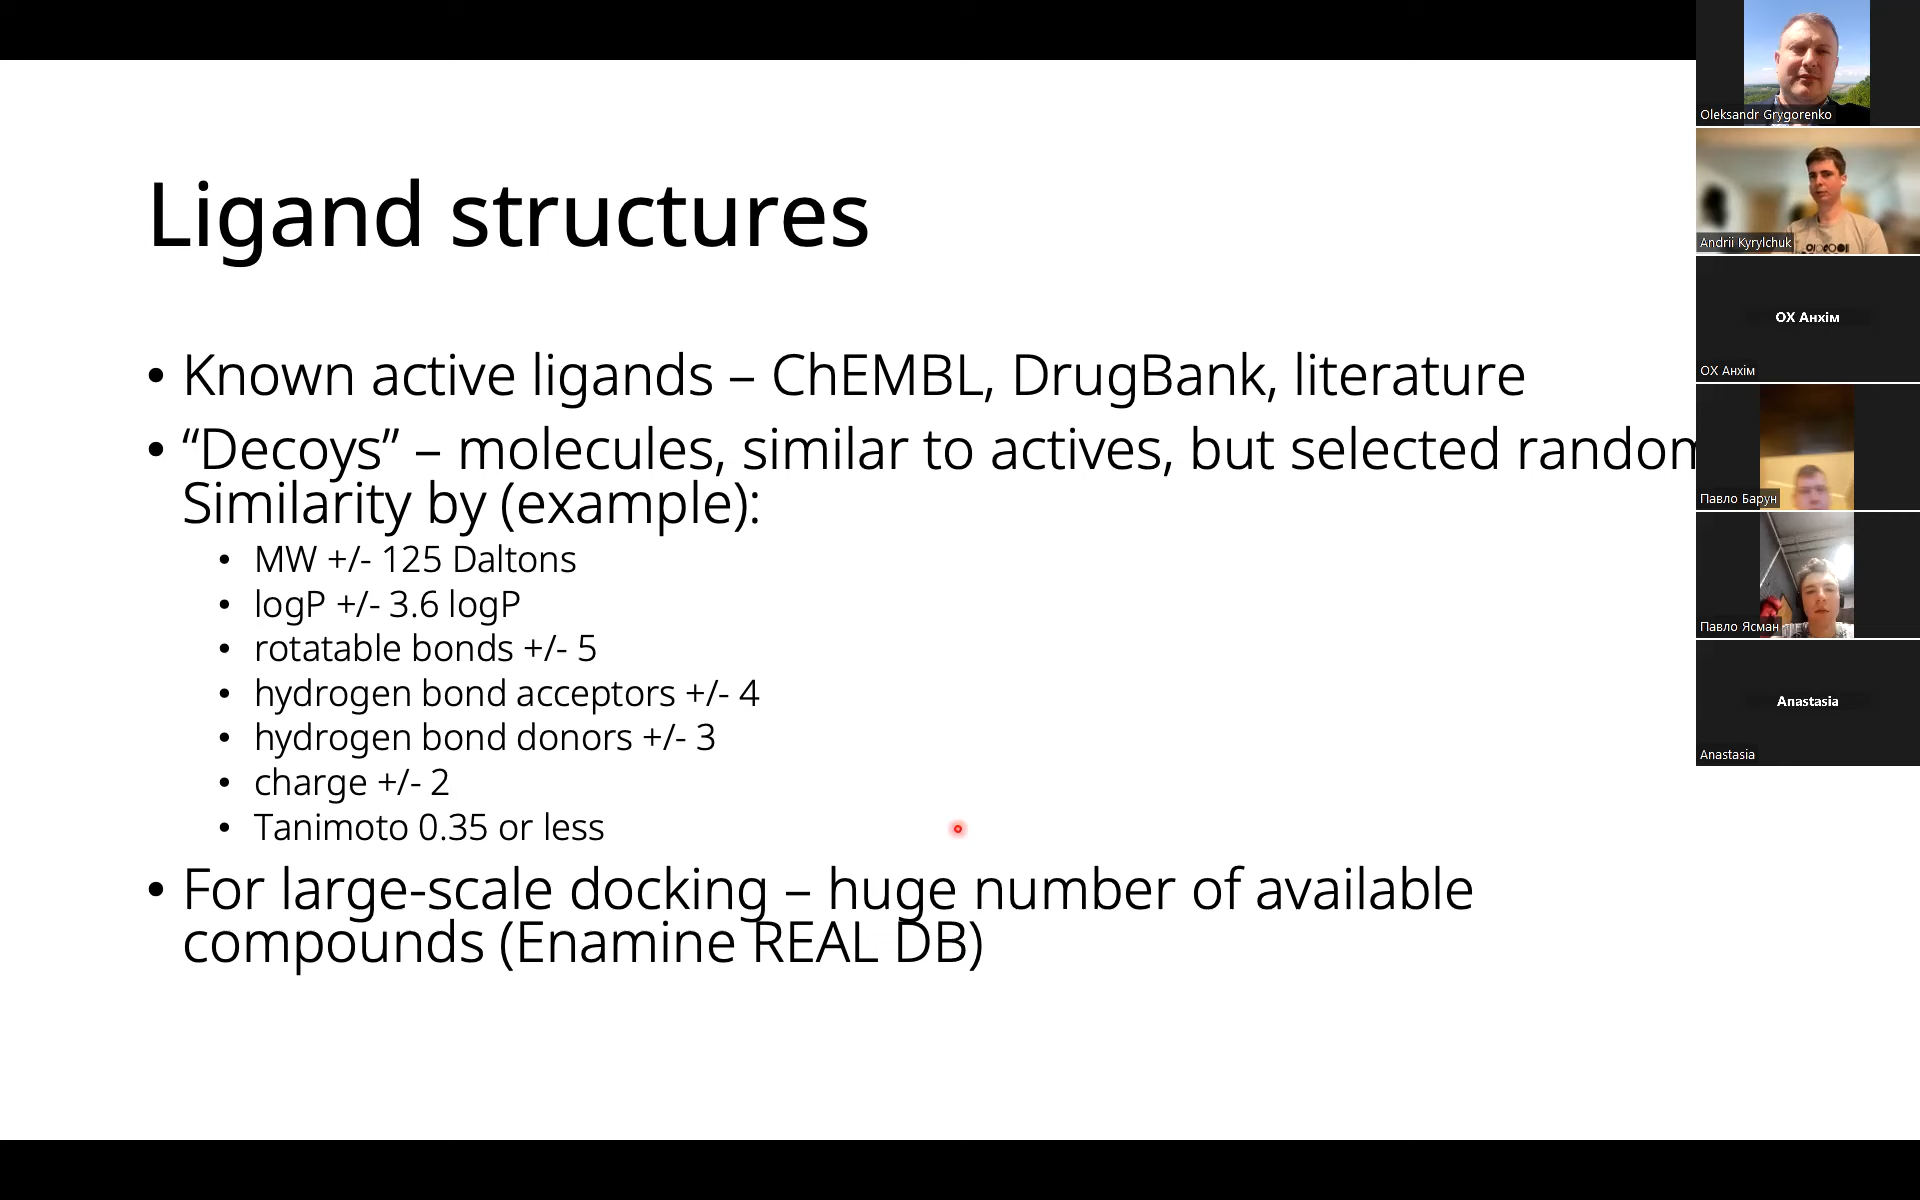 Ligand structures
• Known active ligands – ChEMBL, DrugBank, literature
• “Decoys” – molecules, similar to actives, but selected random
Similarity by (example):
• MW +/- 125 Daltons
• logP +/- 3.6 logP
• rotatable bonds +/- 5
• hydrogen bond acceptors +/- 4
• hydrogen bond donors +/- 3
• charge +/- 2
• Tanimoto 0.35 or less
• For large-scale docking – huge number of available
compounds (Enamine REAL DB)
Oleksandr Grygorenko
Andrii Kyrylchuk
ОХ Анхім
ОХ Анхім
Павло Барун
Павло Ясман
Anastasia
Anastasia